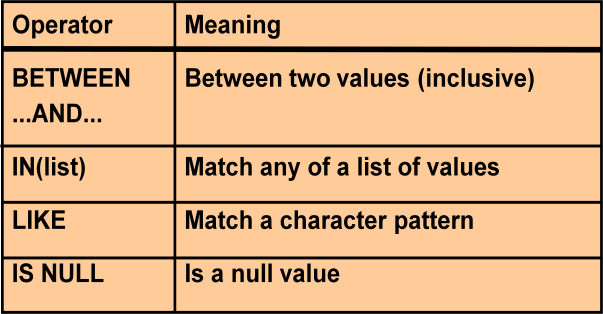 Operator Meaning
BETWEEN Between two values (inclusive)
...AND...
IN(list) Match any of a list of values
LIKE Match a character pattern
IS NULL Is a null value